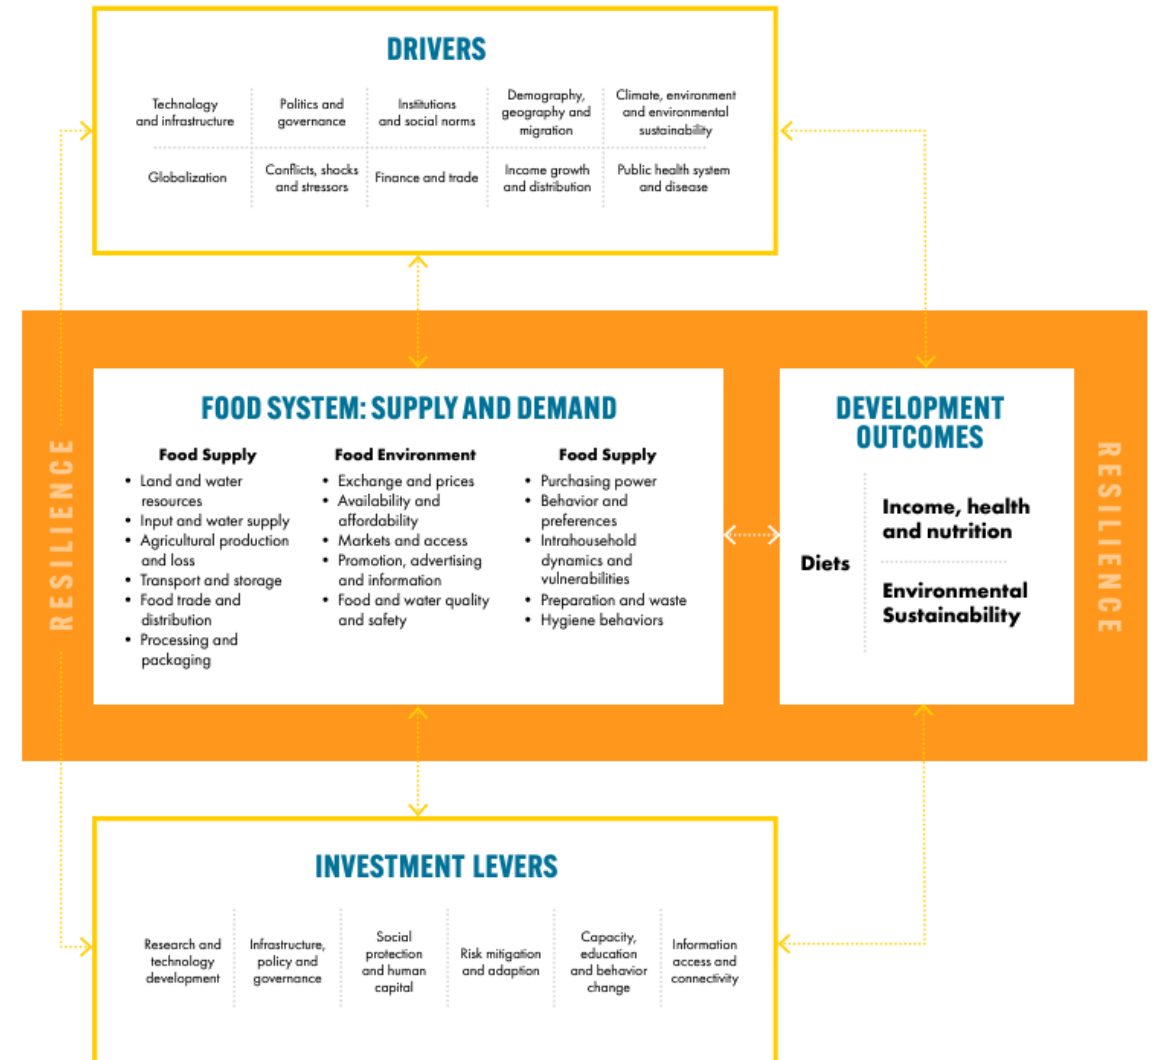 DRIVERS
Technology
and infrastructure
Politics and
governance
Institutions
and social norms
Demography,
geography and
migration
Climate, environment
and environmental
sustainability
Globalization
Conflicts, shocks
and stressors
Finance and trade
Income growth
and distribution
Public health system
and disease
RESILIENCE
FOOD SYSTEM: SUPPLY AND DEMAND
Food Supply
• Land and water
resources
• Input and water supply
• Agricultural production
and loss
• Transport and storage
• Food trade and
distribution
• Processing and
packaging
Food Environment
• Exchange and prices
• Availability and
affordability
• Markets and access
• Promotion, advertising
and information
• Food and water quality
and safety
Food Supply
• Purchasing power
• Behavior and
preferences
• Intrahousehold
dynamics and
vulnerabilities
• Preparation and waste
• Hygiene behaviors
DEVELOPMENT
OUTCOMES
Diets
Income, health
and nutrition
Environmental
Sustainability
RESILIENCE
INVESTMENT LEVERS
Research and
technology
development
Infrastructure,
policy and
governance
Social
protection
and human
capital
Risk mitigation
and adaption
Capacity,
education
and behavior
change
Information
access and
connectivity